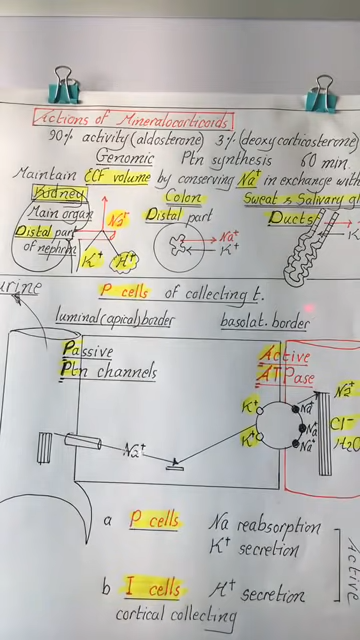 Actions of Mineralocorticoids
90% activity (aldosterone) 3% (deoxycorticosterone)
Genomic Ptn synthesis 60 min.
Maintain ECF volume by conserving Na+ in exchange with
Kidney Colon Sweat & Salivary gl
Main organ Na+ Distal part Ducts
Distal part
of nephron
Na+
K+
K+ H+
K
urine P cells of collecting t.
luminal (apical) border basolat. border
Passive Active
Ptn channels ATPase
Na+
K+ Na+
Cl-
Na+
K+
Na+ H2O
Na+
a P cells Na reabsorption
K+ secretion
b I cells H+ secretion
cortical collecting
Active